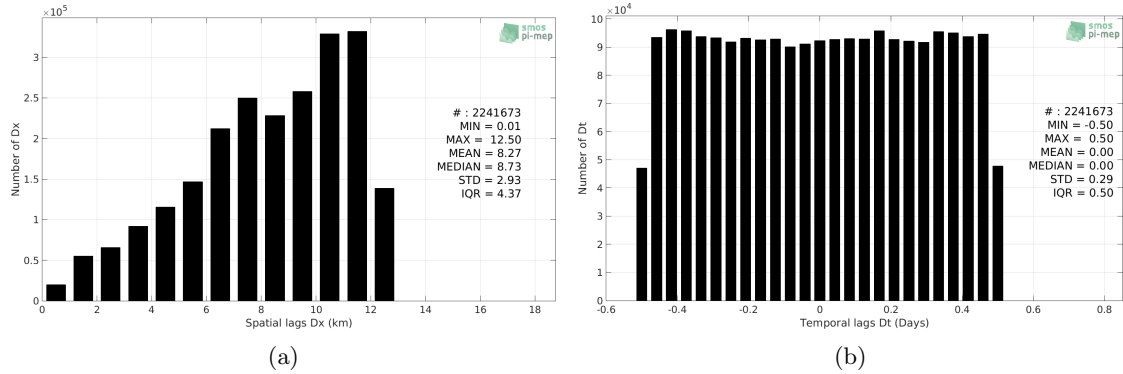 ×10⁵
3
2.5
2
1.5
1
0.5
0
0 2 4 6 8 10 12 14 16 18
Number of Dx
Spatial lags Dx (km)
smos
pi-mep
# : 2241673
MIN = 0.01
MAX = 12.50
MEAN = 8.27
MEDIAN = 8.73
STD = 2.93
IQR = 4.37
(a)
×10⁴
10
9
8
7
6
5
4
3
2
1
0
-0.6 -0.4 -0.2 0 0.2 0.4 0.6 0.8
Number of Dt
Temporal lags Dt (Days)
smos
pi-mep
# : 2241673
MIN = -0.50
MAX = 0.50
MEAN = 0.00
MEDIAN = 0.00
STD = 0.29
IQR = 0.50
(b)